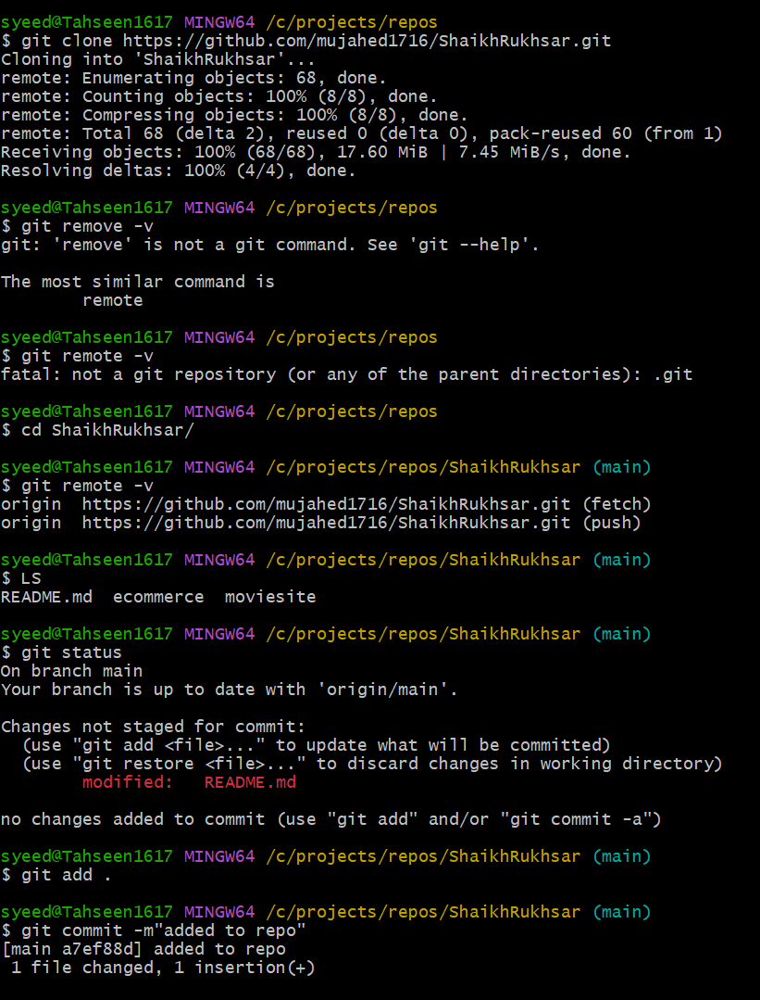 syeed@Tahseen1617 MINGW64 /c/projects/repos
$ git clone https://github.com/mujahed1716/ShaikhRukhsar.git
Cloning into 'ShaikhRukhsar'...
remote: Enumerating objects: 68, done.
remote: Counting objects: 100% (8/8), done.
remote: Compressing objects: 100% (8/8), done.
remote: Total 68 (delta 2), reused 0 (delta 0), pack-reused 60 (from 1)
Receiving objects: 100% (68/68), 17.60 MiB | 7.45 MiB/s, done.
Resolving deltas: 100% (4/4), done.

syeed@Tahseen1617 MINGW64 /c/projects/repos
$ git remove -v
git: 'remove' is not a git command. See 'git --help'.

The most similar command is
        remote

syeed@Tahseen1617 MINGW64 /c/projects/repos
$ git remote -v
fatal: not a git repository (or any of the parent directories): .git

syeed@Tahseen1617 MINGW64 /c/projects/repos
$ cd ShaikhRukhsar/

syeed@Tahseen1617 MINGW64 /c/projects/repos/ShaikhRukhsar (main)
$ git remote -v
origin  https://github.com/mujahed1716/ShaikhRukhsar.git (fetch)
origin  https://github.com/mujahed1716/ShaikhRukhsar.git (push)

syeed@Tahseen1617 MINGW64 /c/projects/repos/ShaikhRukhsar (main)
$ LS
README.md  ecommerce  moviesite

syeed@Tahseen1617 MINGW64 /c/projects/repos/ShaikhRukhsar (main)
$ git status
On branch main
Your branch is up to date with 'origin/main'.

Changes not staged for commit:
  (use "git add <file>..." to update what will be committed)
  (use "git restore <file>..." to discard changes in working directory)
        modified:   README.md

no changes added to commit (use "git add" and/or "git commit -a")

syeed@Tahseen1617 MINGW64 /c/projects/repos/ShaikhRukhsar (main)
$ git add .

syeed@Tahseen1617 MINGW64 /c/projects/repos/ShaikhRukhsar (main)
$ git commit -m"added to repo"
[main a7ef88d] added to repo
 1 file changed, 1 insertion(+)